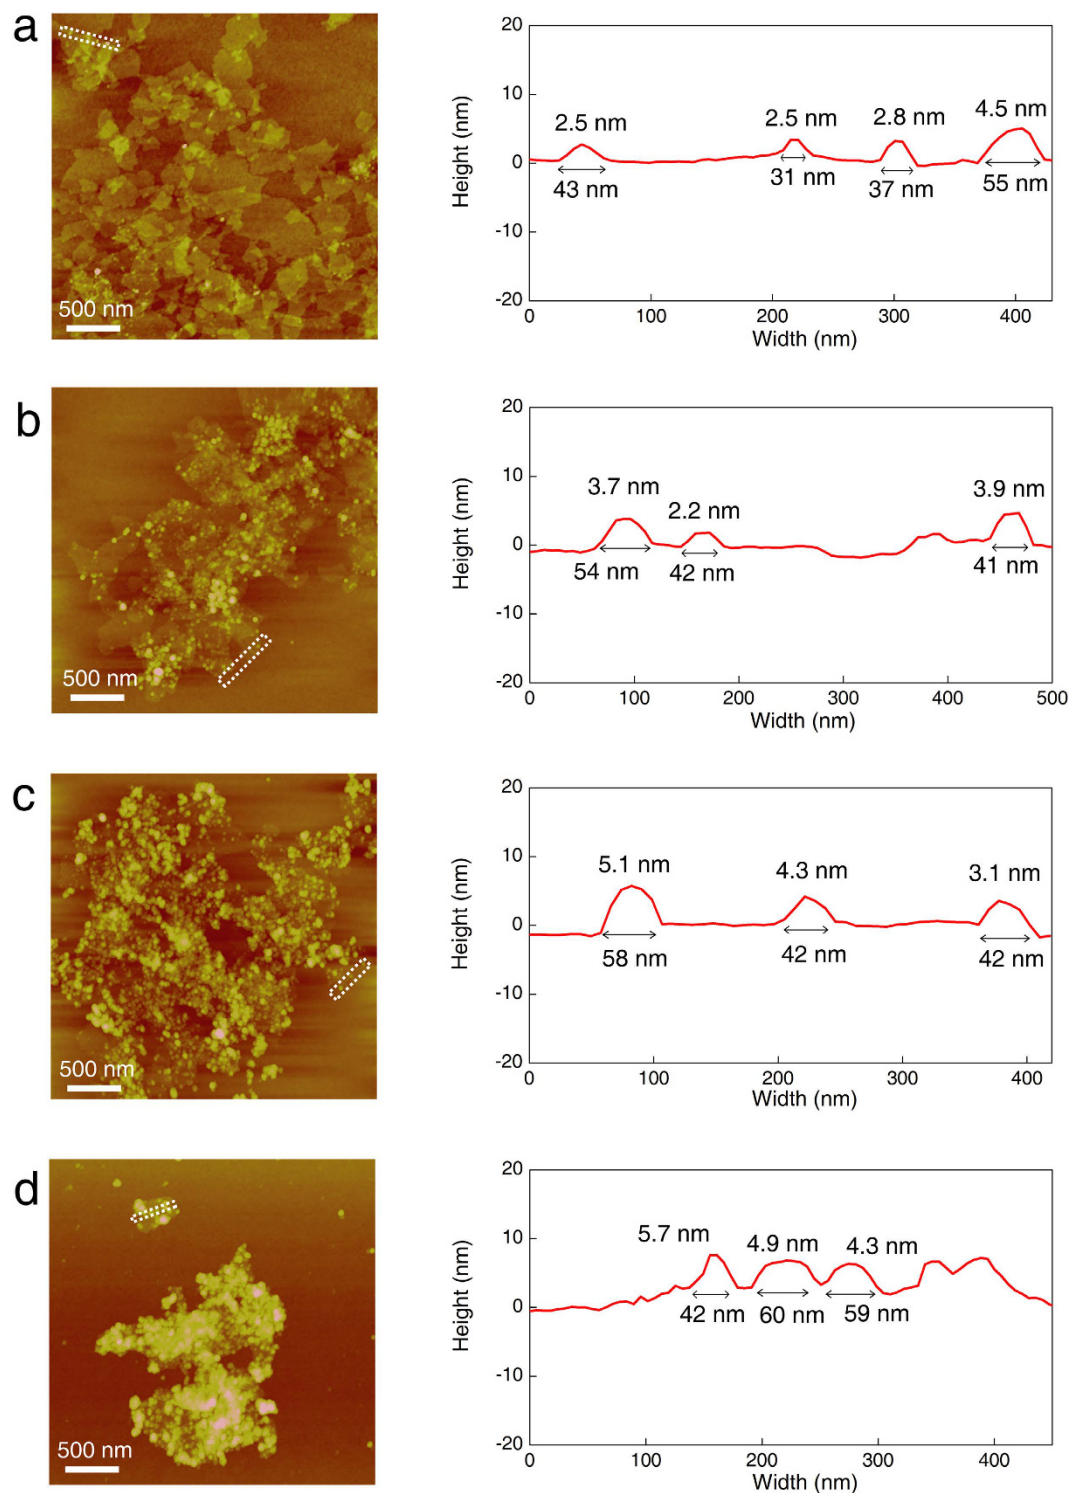 a
500 nm
Height (nm)
20
10
0
-10
-20
2.5 nm
2.5 nm
2.8 nm
4.5 nm
43 nm
31 nm
37 nm
55 nm
0
100
200
300
400
Width (nm)
b
500 nm
Height (nm)
20
10
0
-10
-20
3.7 nm
2.2 nm
3.9 nm
54 nm
42 nm
41 nm
0
100
200
300
400
500
Width (nm)
c
500 nm
Height (nm)
20
10
0
-10
-20
5.1 nm
4.3 nm
3.1 nm
58 nm
42 nm
42 nm
0
100
200
300
400
Width (nm)
d
500 nm
Height (nm)
20
10
0
-10
-20
5.7 nm
4.9 nm
4.3 nm
42 nm
60 nm
59 nm
0
100
200
300
400
Width (nm)